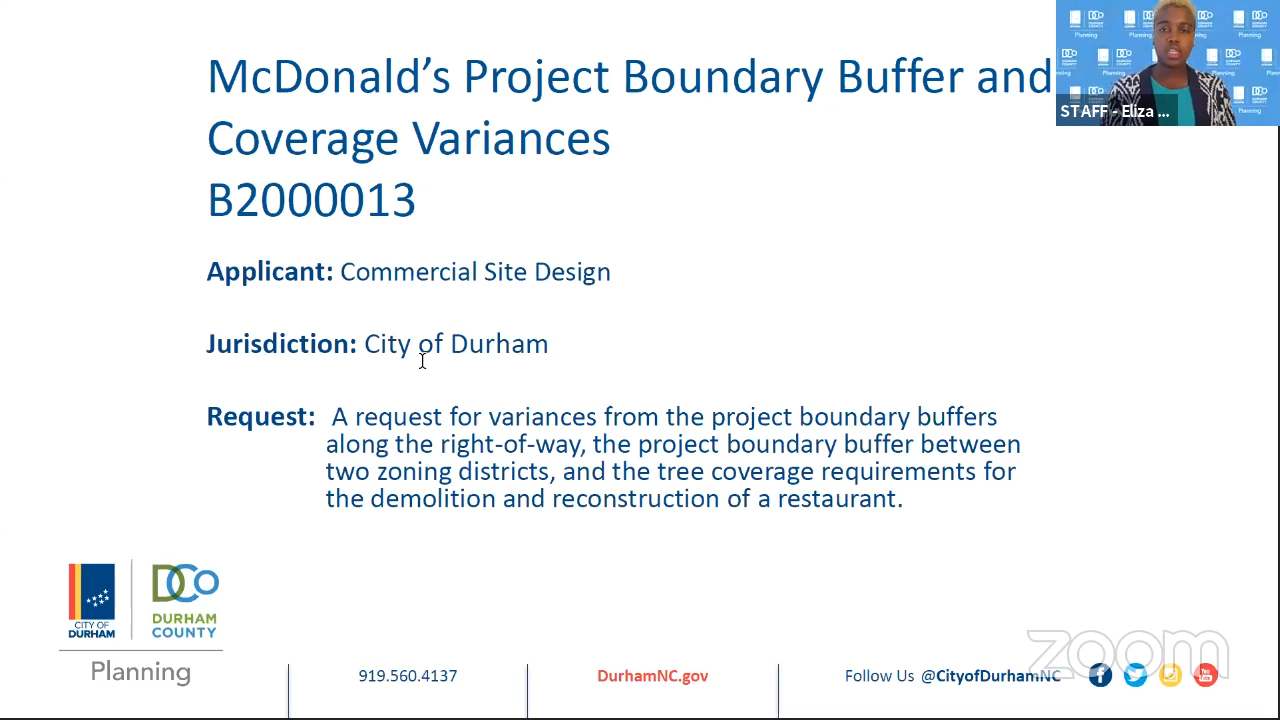 McDonald’s Project Boundary Buffer and
Coverage Variances
B2000013
STAFF - Eliza ...
Applicant: Commercial Site Design
Jurisdiction: City of Durham
Request: A request for variances from the project boundary buffers
along the right-of-way, the project boundary buffer between
two zoning districts, and the tree coverage requirements for
the demolition and reconstruction of a restaurant.
CITY OF
DURHAM
DCO
DURHAM
COUNTY
Planning
919.560.4137
DurhamNC.gov
Follow Us @CityofDurhamNC
zoom